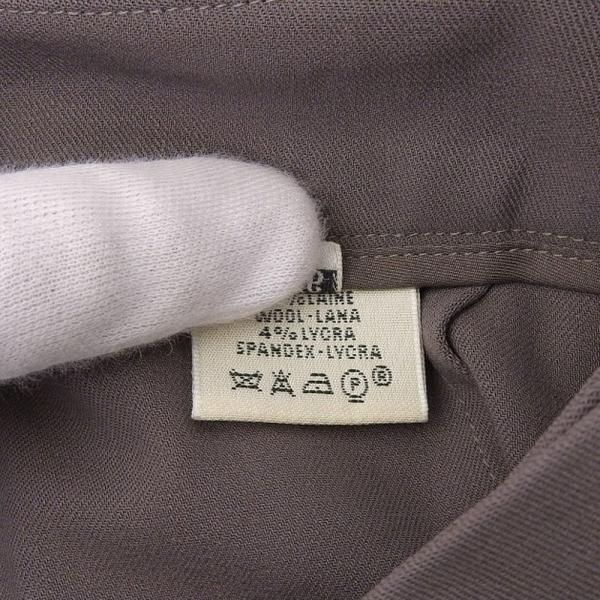 %LAINE
WOOL-LANA
4%LYCRA
SPANDEX-LYCRA
P ®